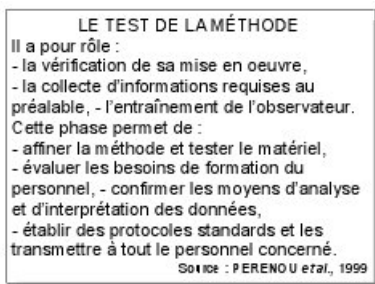 LE TEST DE LA MÉTHODE
Il a pour rôle :
- la vérification de sa mise en oeuvre,
- la collecte d'informations requises au
préalable, - l'entraînement de l'observateur.
Cette phase permet de :
- affiner la méthode et tester le matériel,
- évaluer les besoins de formation du
personnel, - confirmer les moyens d'analyse
et d'interprétation des données,
- établir des protocoles standards et les
transmettre à tout le personnel concerné.
Source : PERENOU et al., 1999